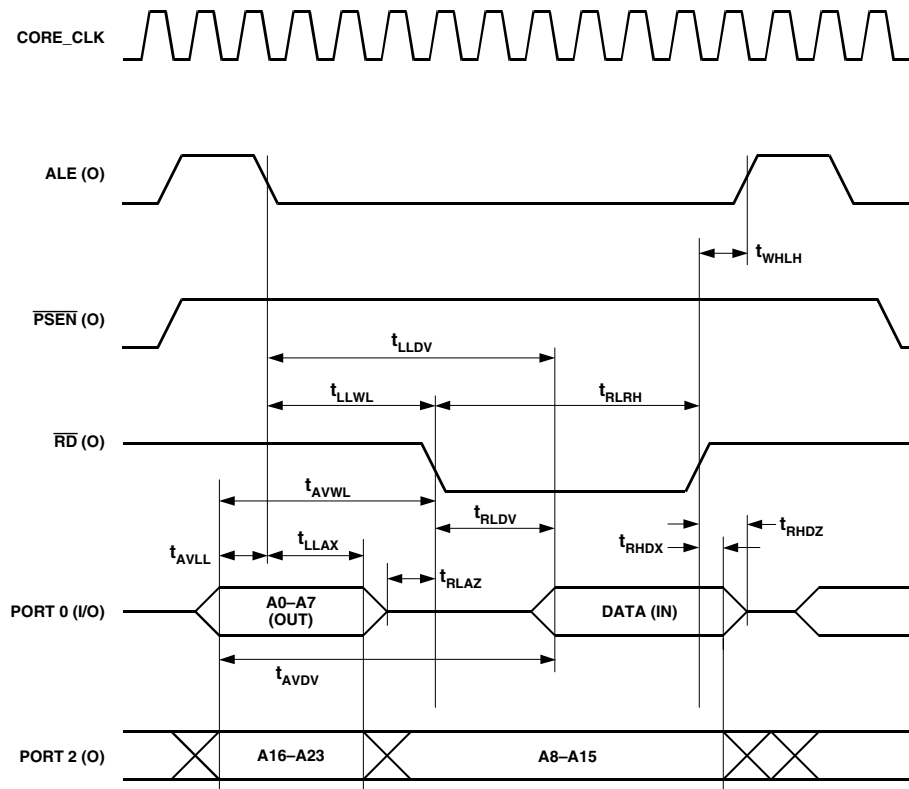 CORE_CLK
ALE (O)
tWHLH
PSEN (O)
tLLDV
tLLWL
tRLRH
RD (O)
tAVWL
tRLDV
tRHDZ
tAVLL
tLLAX
tRHDX
tRLAZ
PORT 0 (I/O)
A0–A7
(OUT)
DATA (IN)
tAVDV
PORT 2 (O)
A16–A23
A8–A15